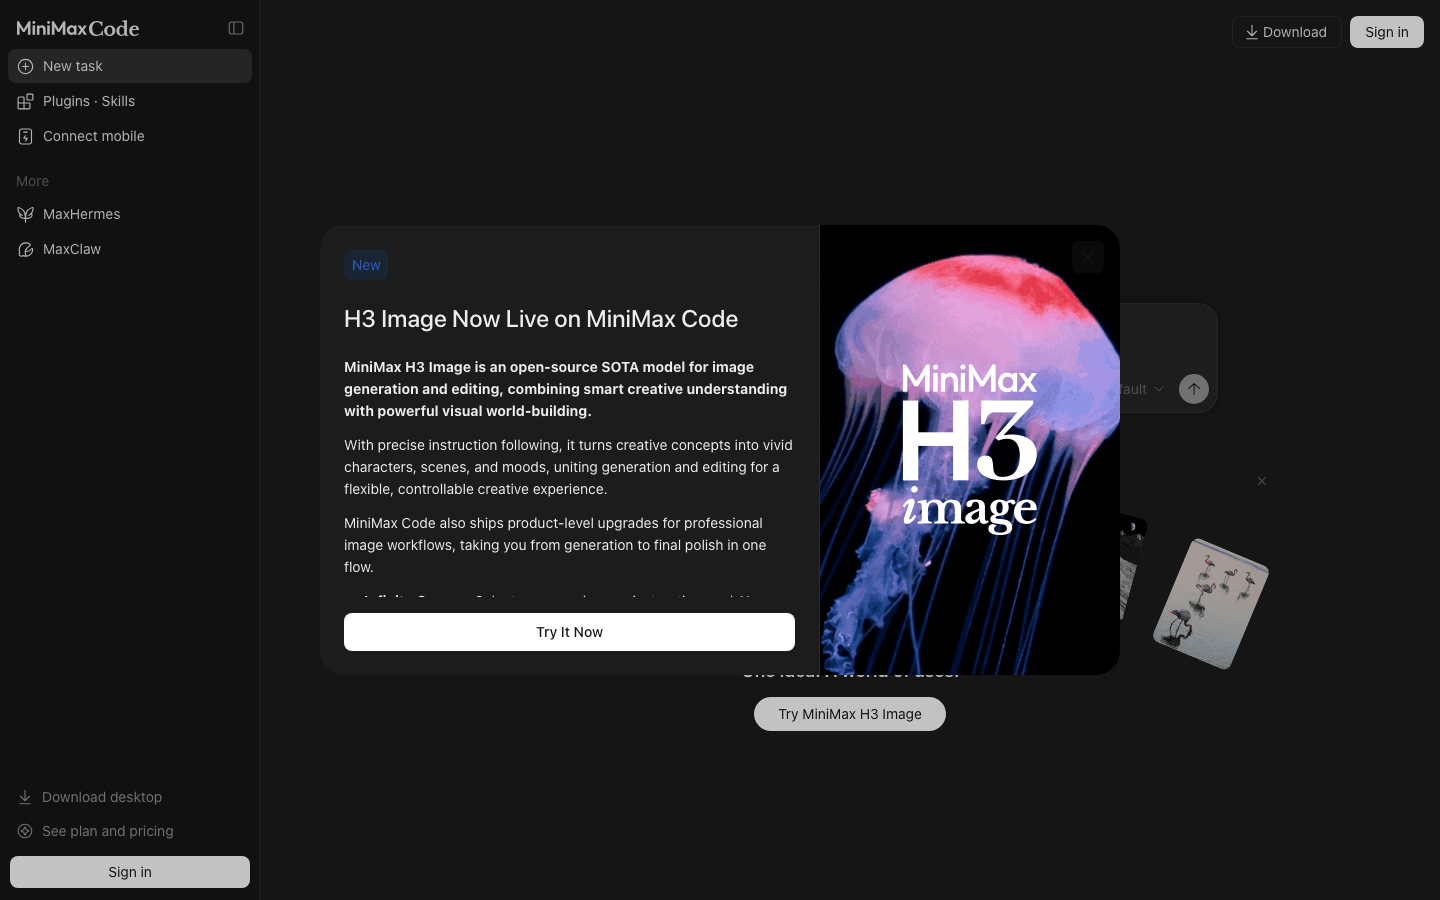 MiniMax Code
New task
Plugins · Skills
Connect mobile
More
MaxHermes
MaxClaw
Download desktop
See plan and pricing
Sign in
Download
Sign in
New
H3 Image Now Live on MiniMax Code
MiniMax H3 Image is an open-source SOTA model for image
generation and editing, combining smart creative understanding
with powerful visual world-building.
With precise instruction following, it turns creative concepts into vivid
characters, scenes, and moods, uniting generation and editing for a
flexible, controllable creative experience.
MiniMax Code also ships product-level upgrades for professional
image workflows, taking you from generation to final polish in one
flow.
Try It Now
MiniMax
H3
image
fault
Try MiniMax H3 Image